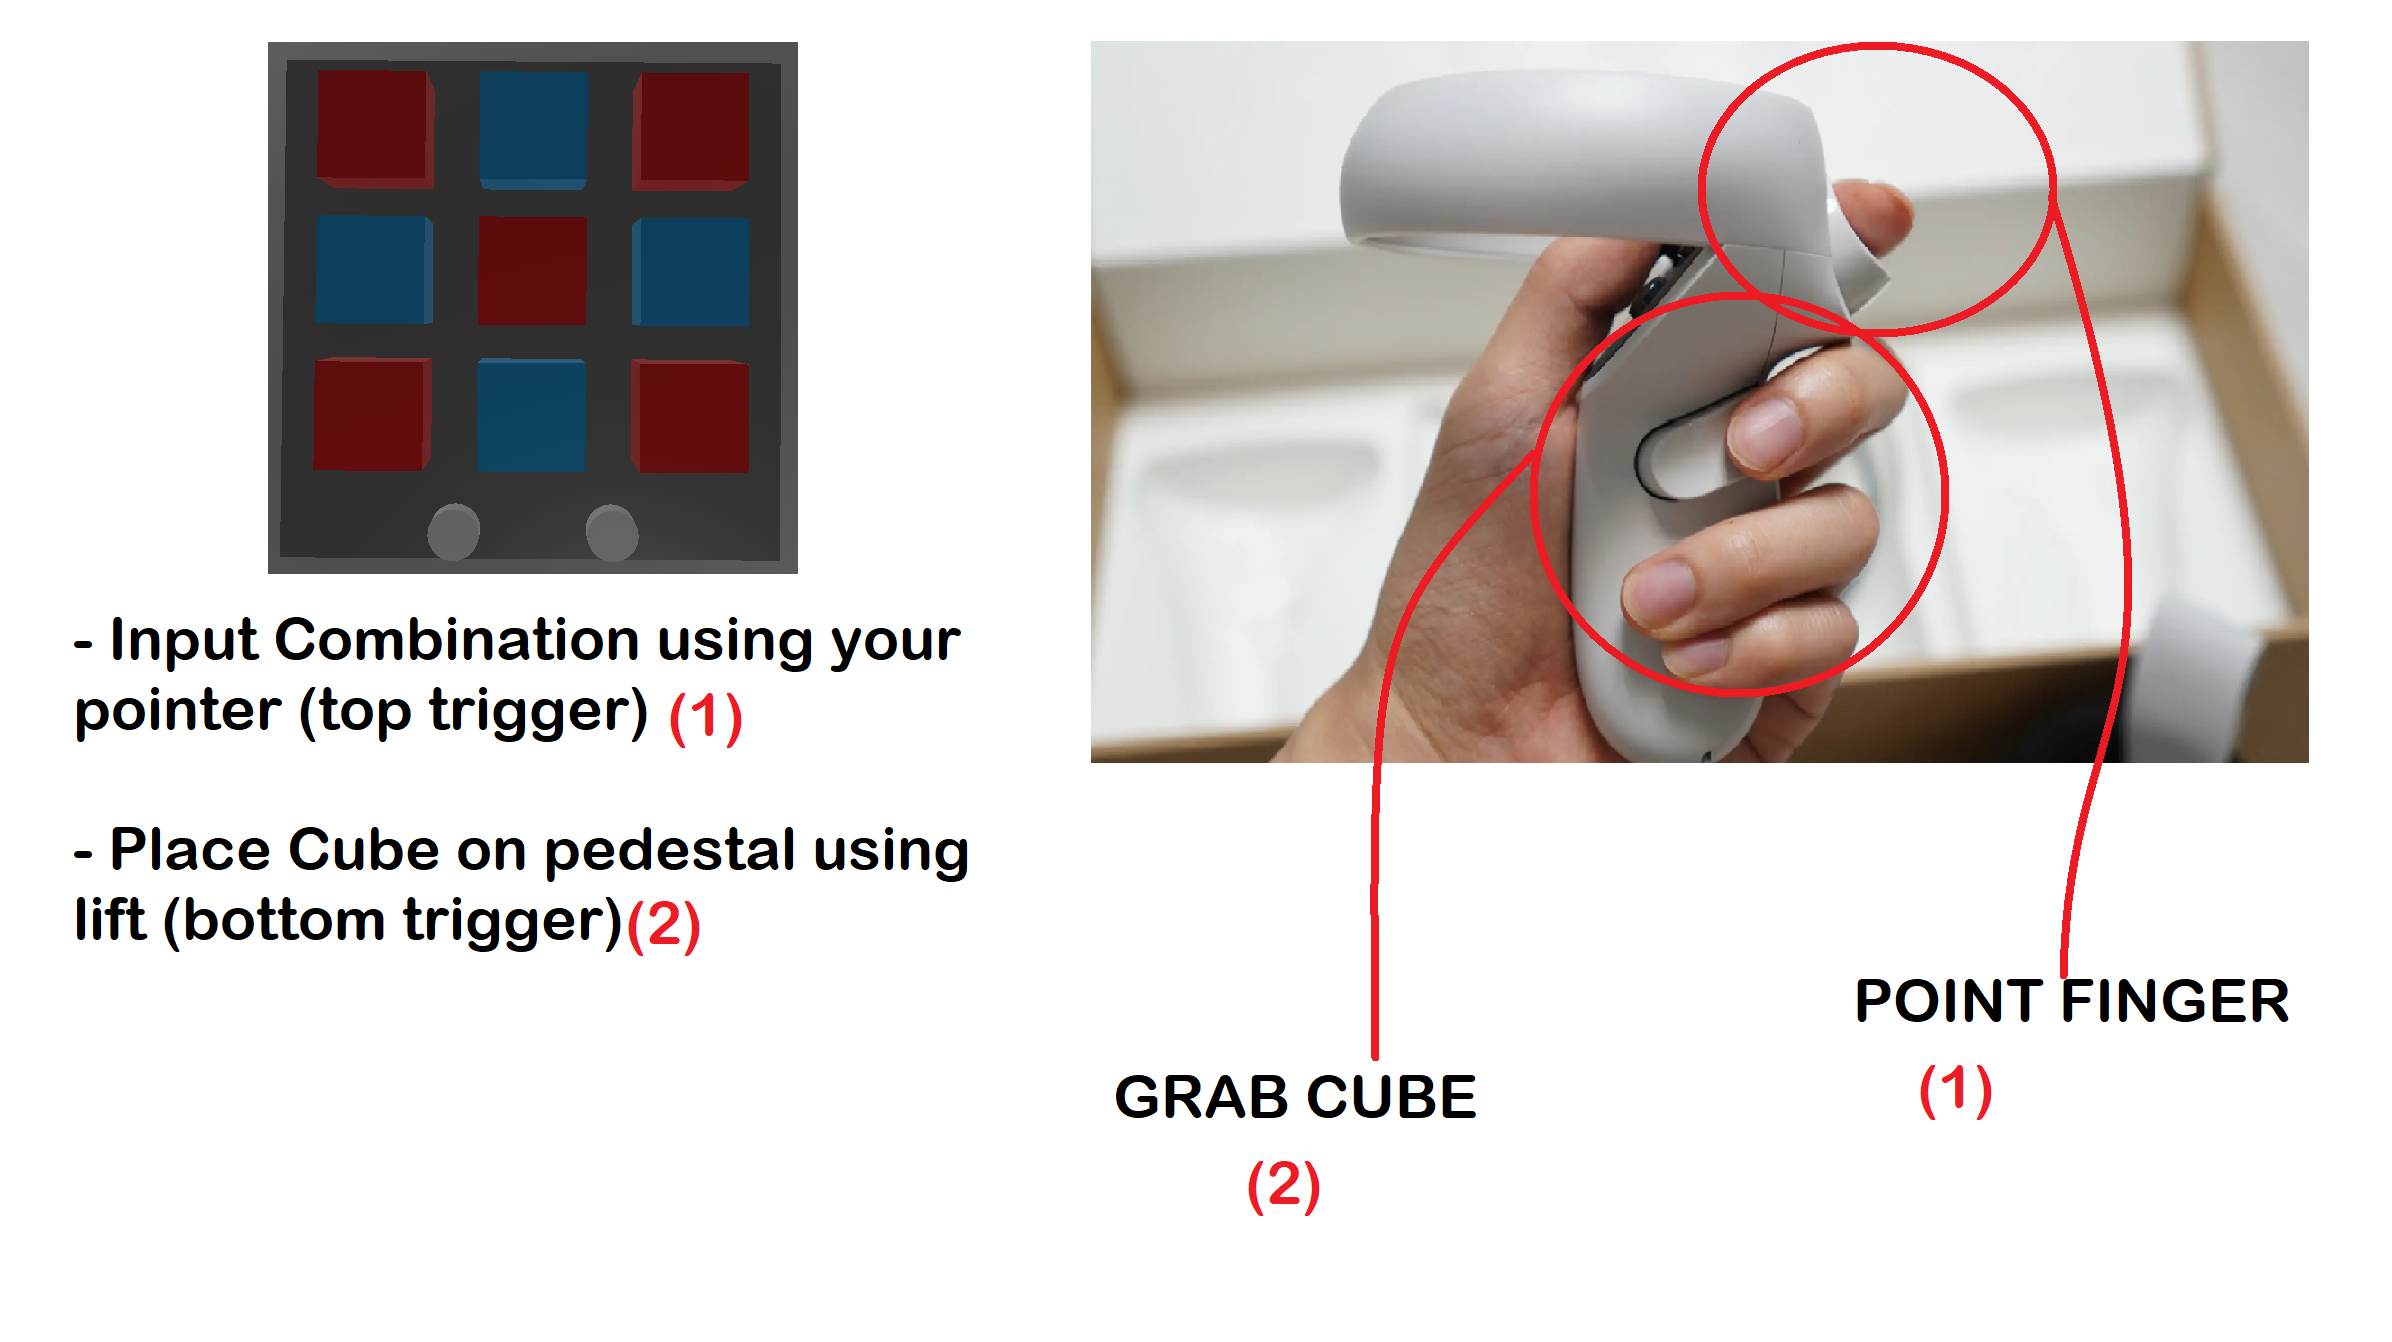 - Input Combination using your
pointer (top trigger) (1)
- Place Cube on pedestal using
lift (bottom trigger)(2)
POINT FINGER
(1)
GRAB CUBE
(2)